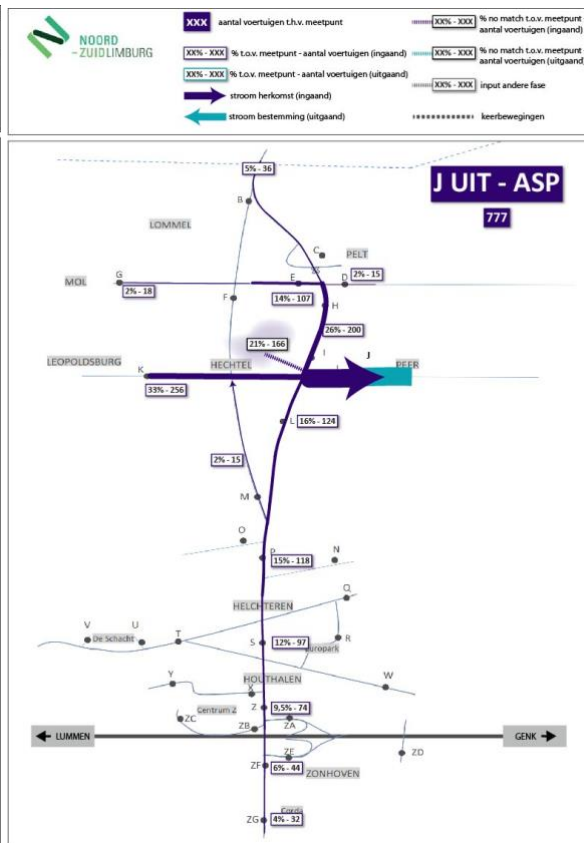 NOORD
-ZUIDLIMBURG
XXX aantal voertuigen t.h.v. meetpunt
XX% - XXX % t.o.v. meetpunt - aantal voertuigen (ingaand)
XX% - XXX % t.o.v. meetpunt - aantal voertuigen (uitgaand)
stroom herkomst (ingaand)
stroom bestemming (uitgaand)
XX% - XXX % no match t.o.v. meetpunt
aantal voertuigen (ingaand)
XX% - XXX % no match t.o.v. meetpunt
aantal voertuigen (uitgaand)
XX% - XXX input andere fase
keerbewegingen
J UIT - ASP
777
5% - 36
B
LOMMEL
C
PELT
MOL
G
E
D
2% - 15
2% - 18
F
14% - 107
H
26% - 200
21% - 166
I
J
LEOPOLDSBURG
K
HECHTEL
PEER
33% - 256
L
16% - 124
2% - 15
M
O
P
N
15% - 118
Q
HELCHTEREN
V
U
De Schacht
T
S
12% - 97
R
Europark
HOUTHALEN
Y
X
W
Z
9,5% - 74
Centrum Z
ZC
ZB
ZA
LUMMEN
GENK
ZE
ZD
ZF
6% - 44
ZONHOVEN
Corda
ZG
4% - 32